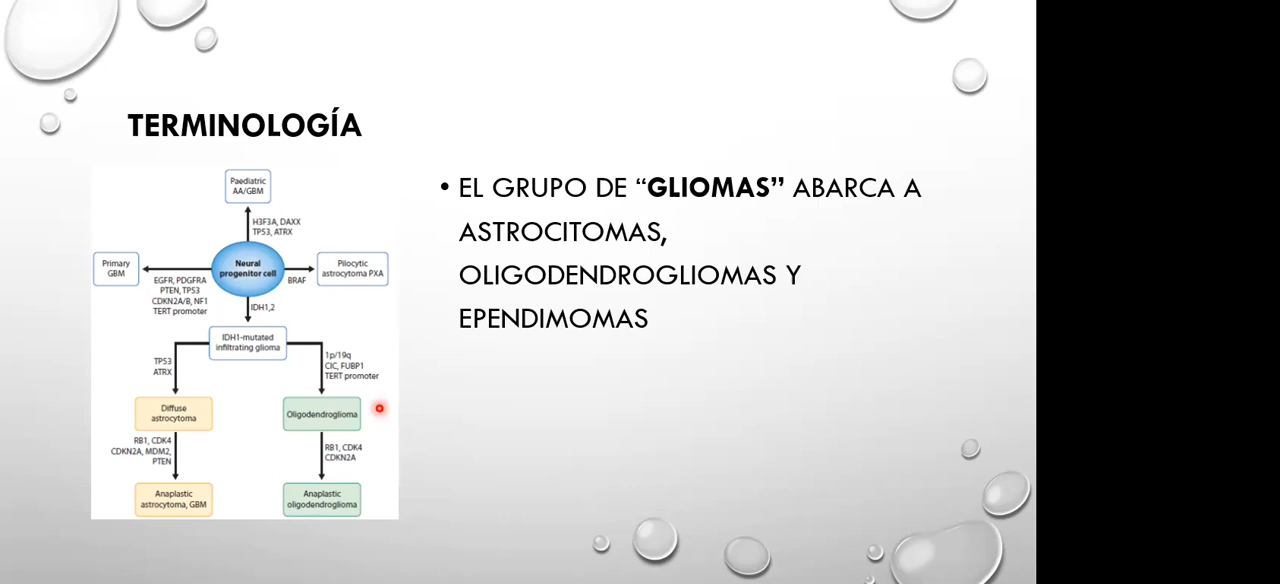 TERMINOLOGÍA
Paediatric
AA/GBM
H3F3A, DAXX
TP53, ATRX
Primary
GBM
Neural
progenitor cell
Pilocytic
astrocytoma PXA
EGFR, PDGFRA
PTEN, TP53
CDKN2A/B, NF1
TERT promoter
BRAF
IDH1,2
IDH1-mutated
infiltrating glioma
TP53
ATRX
1p/19q
CIC, FUBP1
TERT promoter
Diffuse
astrocytoma
Oligodendroglioma
RB1, CDK4
CDKN2A, MDM2,
PTEN
RB1, CDK4
CDKN2A
Anaplastic
astrocytoma, GBM
Anaplastic
oligodendroglioma
• EL GRUPO DE “GLIOMAS” ABARCA A
ASTROCITOMAS,
OLIGODENDROGLIOMAS Y
EPENDIMOMAS